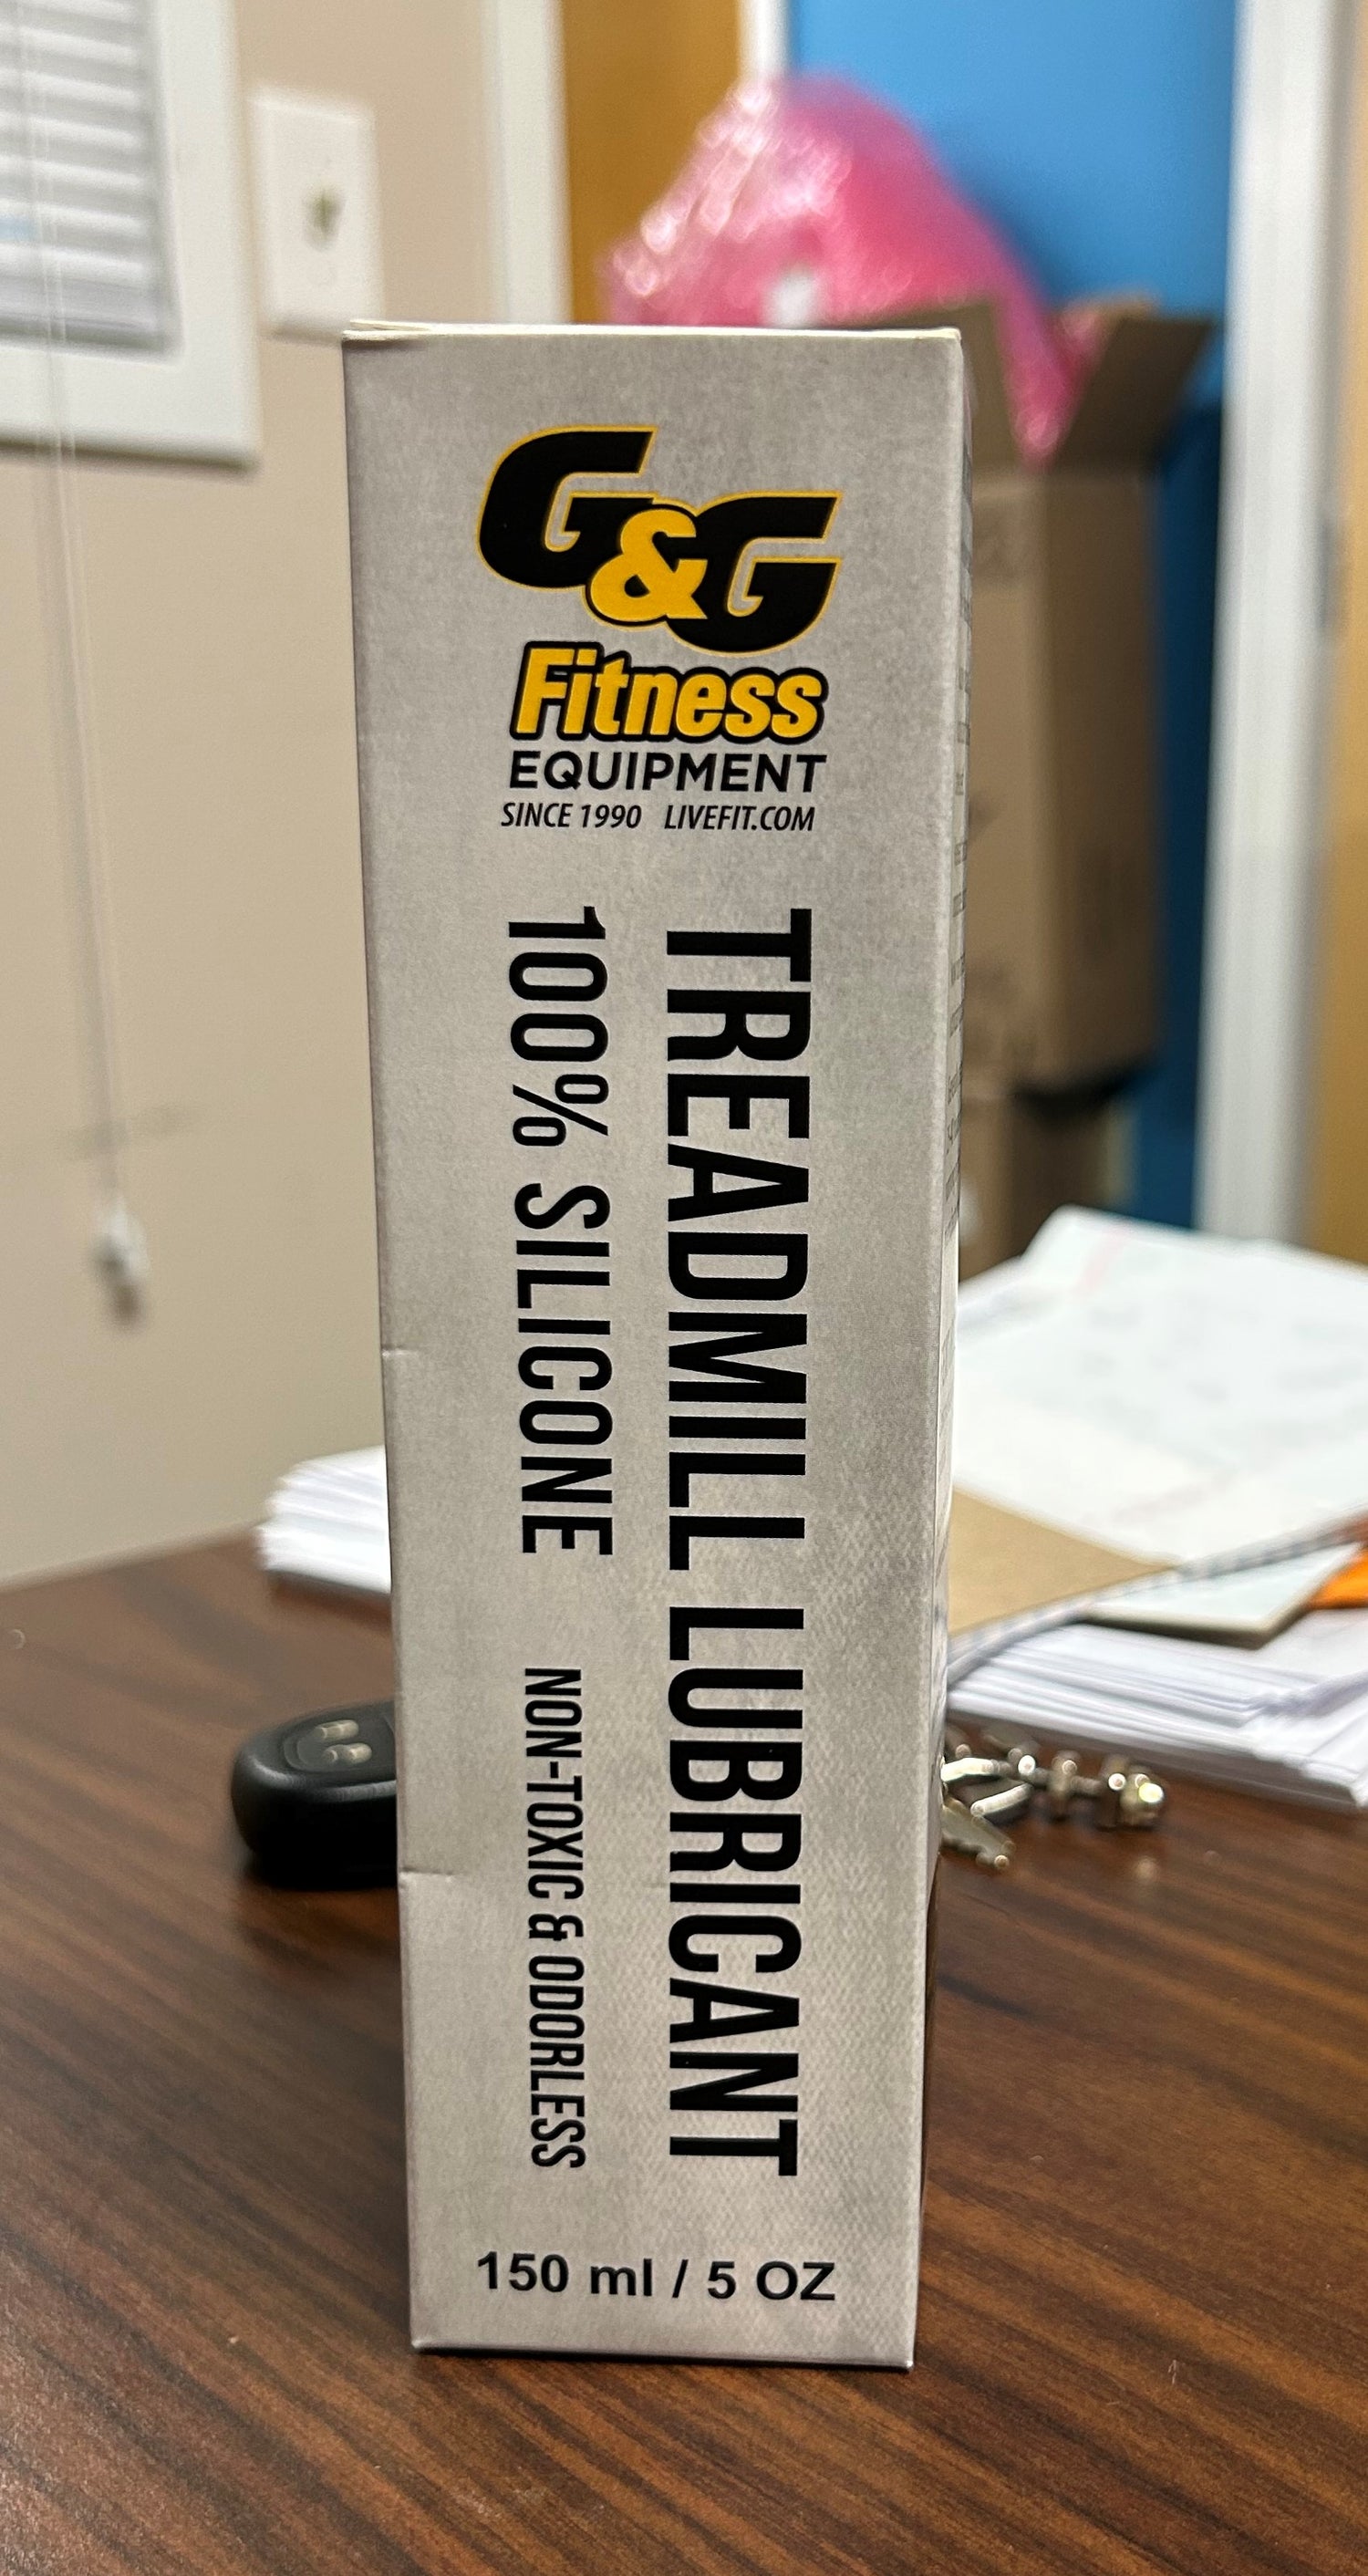 G&G
Fitness
EQUIPMENT
SINCE 1990 LIVEFIT.COM
TREADMILL LUBRICANT
100% SILICONE NON-TOXIC & ODORLESS
150 ml / 5 OZ